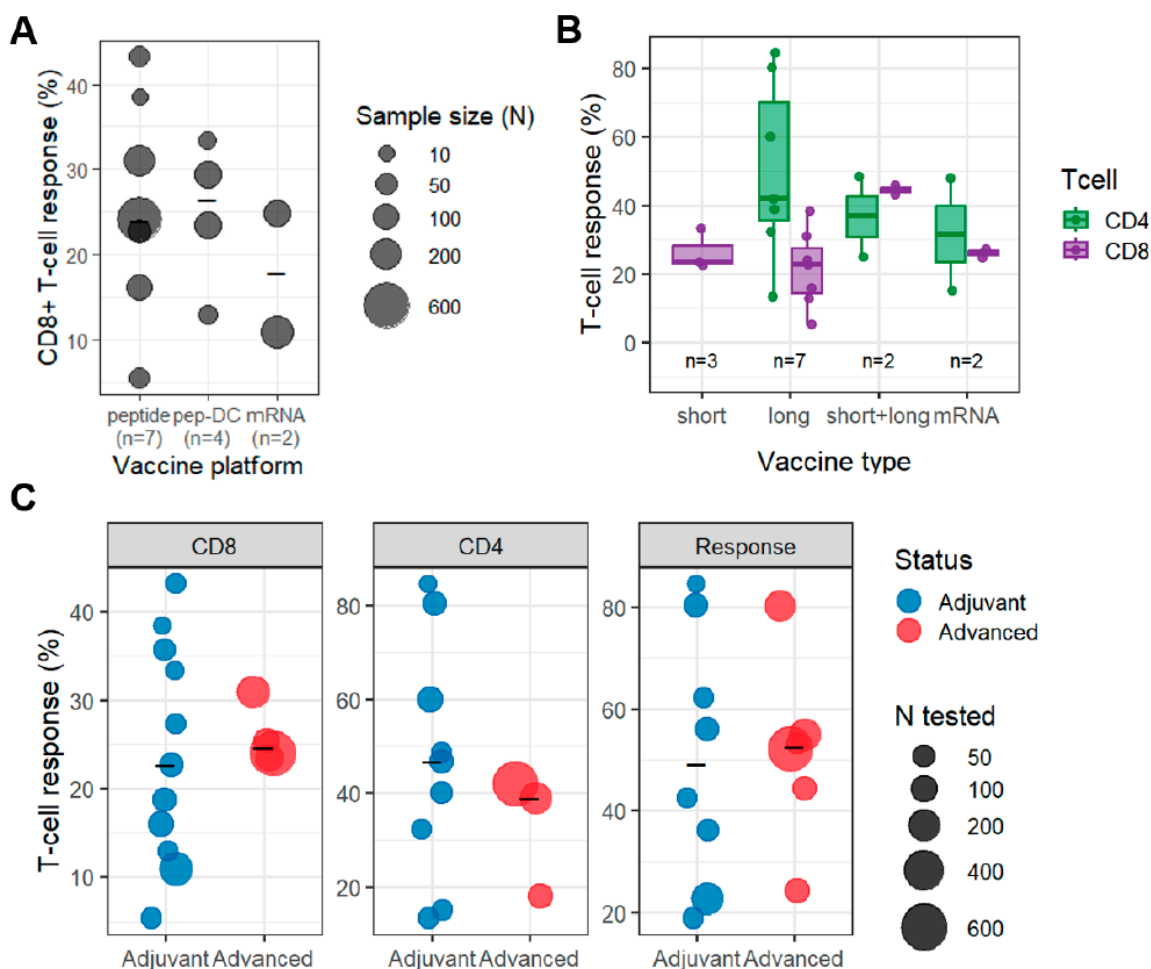 A
CD8+ T-cell response (%)
40
30
20
10
peptide pep-DC mRNA
(n=7) (n=4) (n=2)
Vaccine platform
Sample size (N)
10
50
100
200
600
B
T-cell response (%)
80
60
40
20
0
n=3 n=7 n=2 n=2
short long short+long mRNA
Vaccine type
Tcell
CD4
CD8
C
T-cell response (%)
CD8
40
30
20
10
Adjuvant Advanced
CD4
80
60
40
20
Adjuvant Advanced
Response
80
60
40
20
Adjuvant Advanced
Status
Adjuvant
Advanced
N tested
50
100
200
400
600